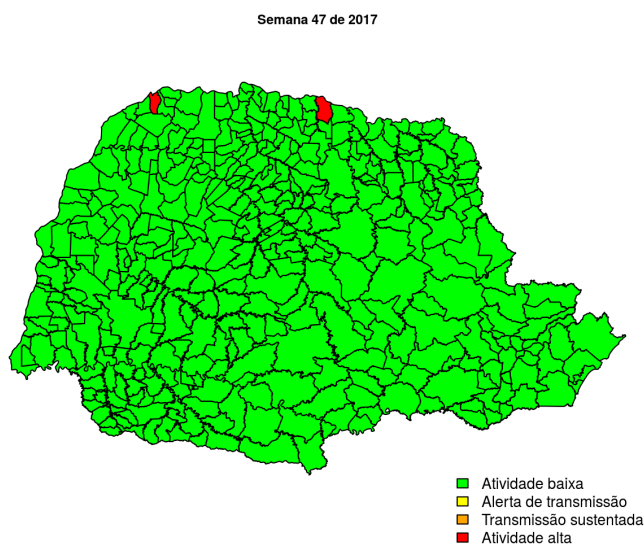 Semana 47 de 2017
Atividade baixa
Alerta de transmissão
Transmissão sustentada
Atividade alta